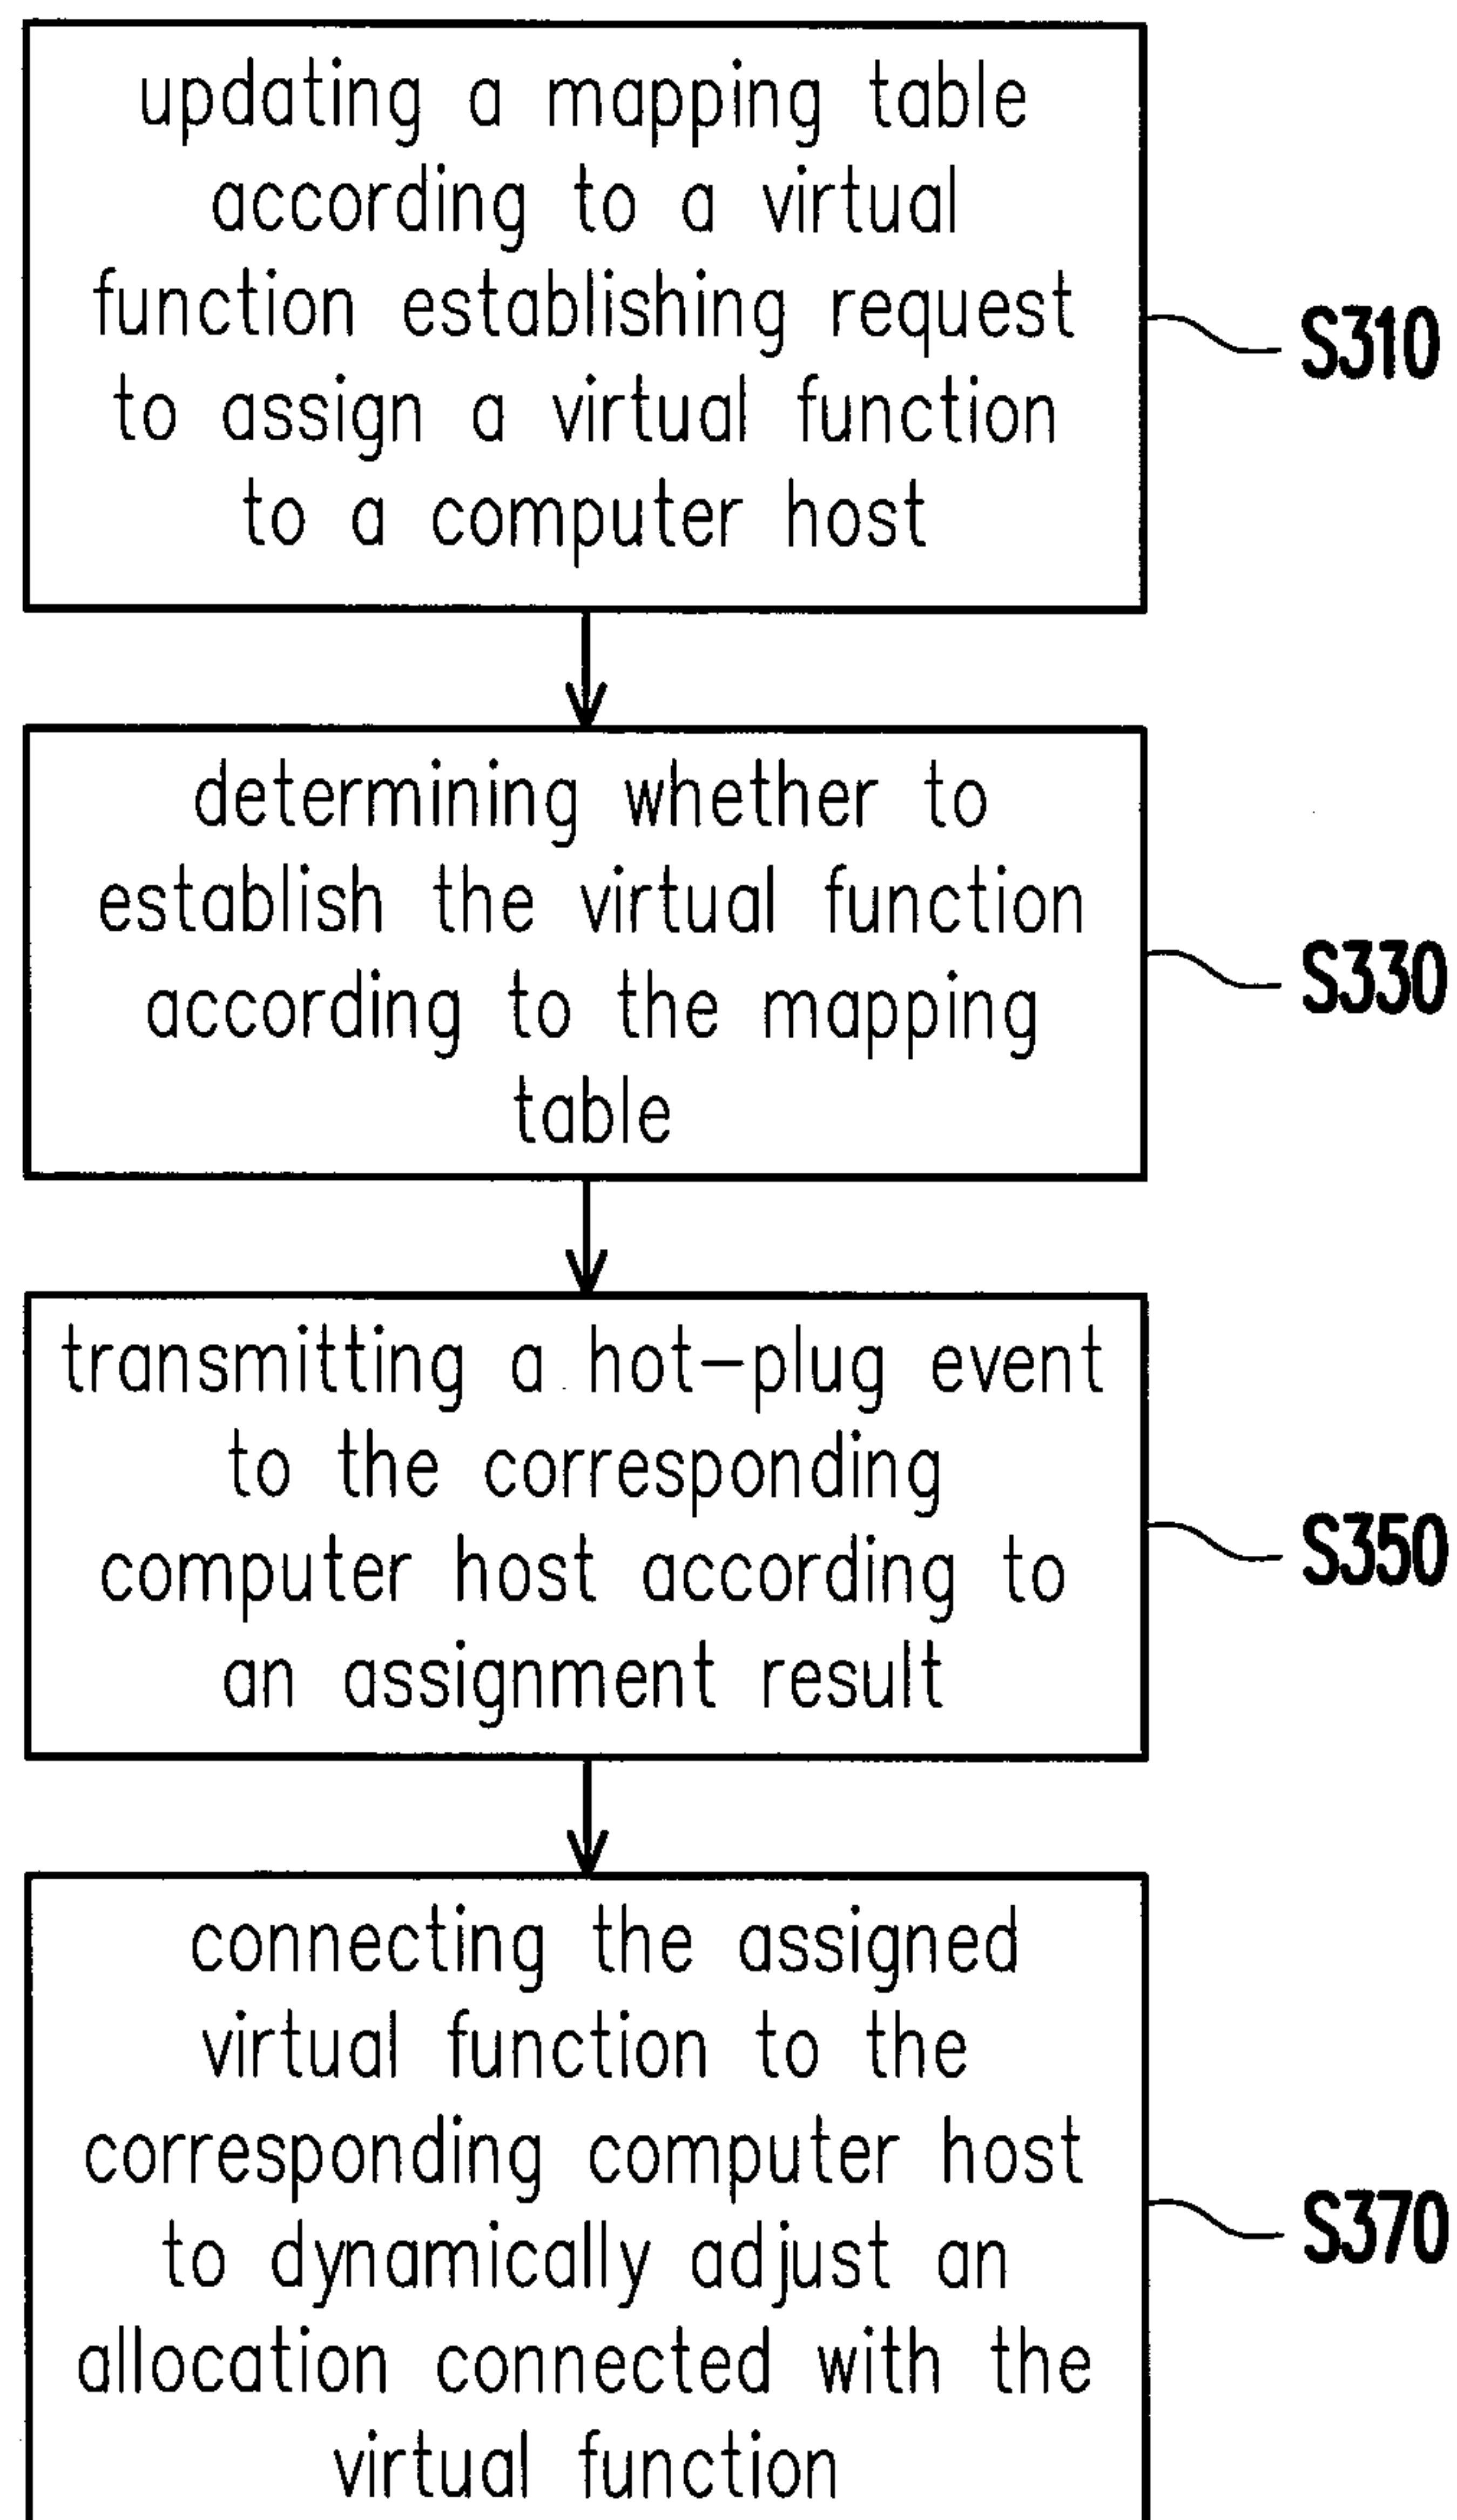 updating a mapping table
according to a virtual
function establishing request
to assign a virtual function
to a computer host
S310
determining whether to
establish the virtual function
according to the mapping
table
S330
transmitting a hot-plug event
to the corresponding
computer host according to
an assignment result
S350
connecting the assigned
virtual function to the
corresponding computer host
to dynamically adjust an
allocation connected with the
virtual function
S370